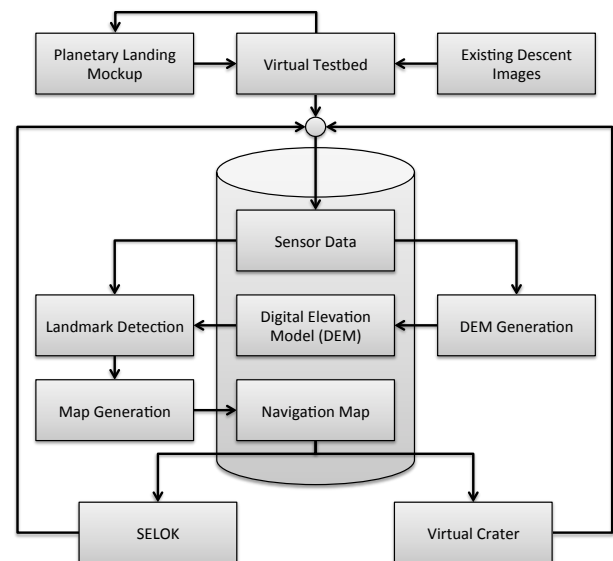 Planetary Landing
Mockup
Virtual Testbed
Existing Descent
Images
Sensor Data
Landmark Detection
Digital Elevation
Model (DEM)
DEM Generation
Map Generation
Navigation Map
SELOK
Virtual Crater